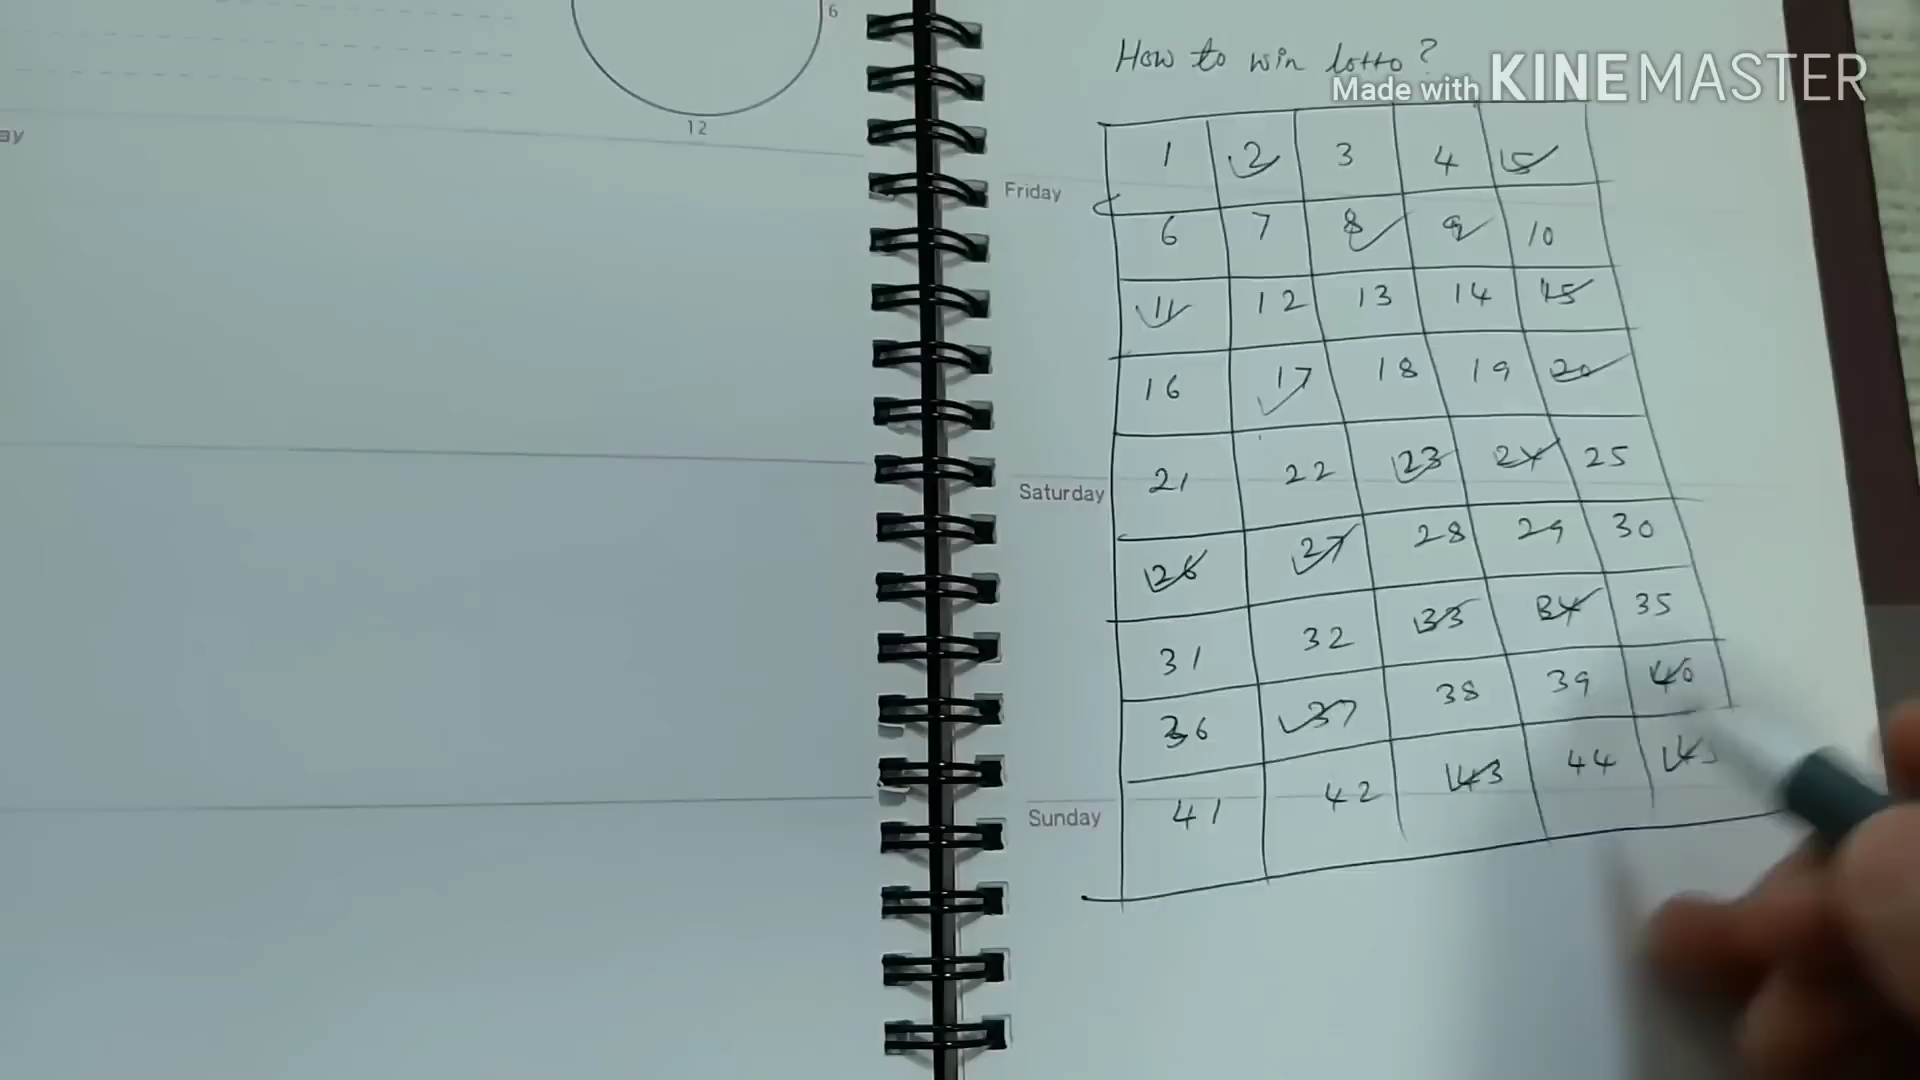 6
How to win lotto?
Made with KINEMASTER
12
ay
1 2 3 4 5
Friday
6 7 8 9 10
11 12 13 14 15
16 17 18 19 20
21 22 23 24 25
Saturday
26 27 28 29 30
31 32 33 34 35
36 37 38 39 40
41 42 43 44 45
Sunday